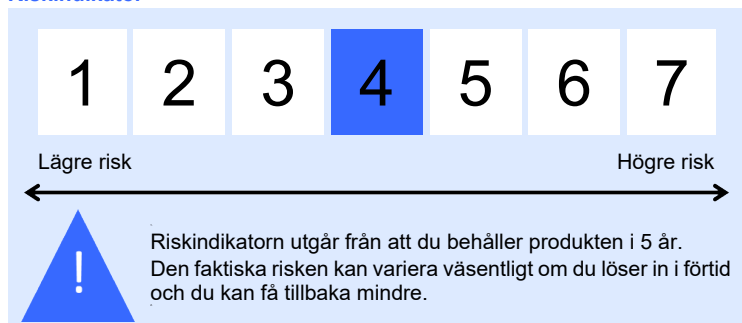 Riskindikator
1 2 3 4 5 6 7
Lägre risk Högre risk
!
Riskindikatorn utgår från att du behåller produkten i 5 år.
Den faktiska risken kan variera väsentligt om du löser in i förtid
och du kan få tillbaka mindre.